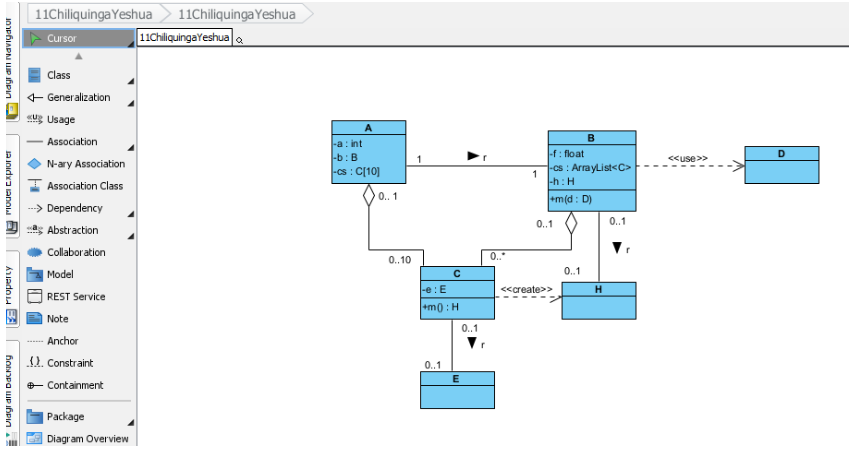 11ChiliquingaYeshua 11ChiliquingaYeshua
Diagram Navigator
Model Explorer
Property
Diagram Backlog
Cursor
Class
Generalization
Usage
Association
N-ary Association
Association Class
Dependency
Abstraction
Collaboration
Model
REST Service
Note
Anchor
Constraint
Containment
Package
Diagram Overview
11ChiliquingaYeshua
A
-a : int
-b : B
-cs : C[10]
1
r
1
B
-f : float
-cs : ArrayList<C>
-h : H
+m(d : D)
<<use>>
D
0.. 1
0..1
0..1
r
0..10
0..*
0..1
C
-e : E
+m() : H
<<create>>
H
0..1
r
0..1
E